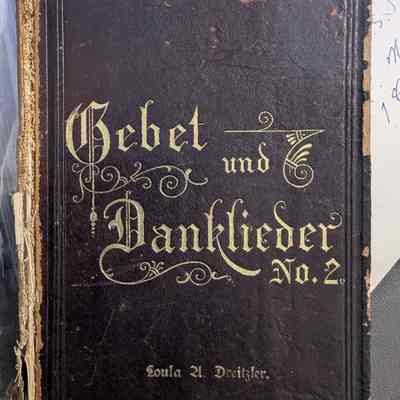 Gebet
und
Danklieder
No. 2.
Loula A. Dreitzler.